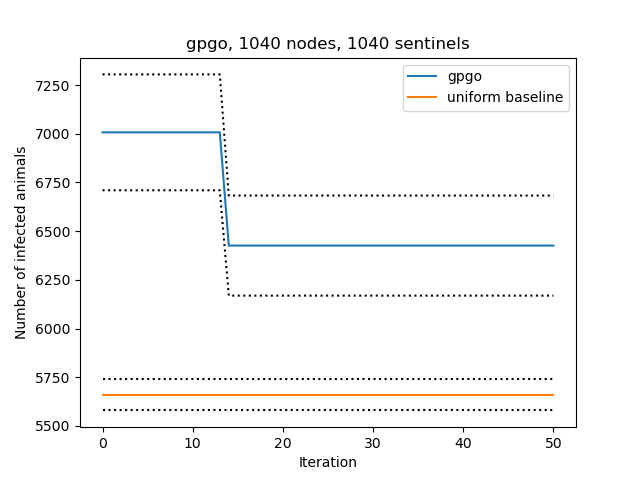 gpgo, 1040 nodes, 1040 sentinels
gpgo
uniform baseline
Number of infected animals
7250
7000
6750
6500
6250
6000
5750
5500
0 10 20 30 40 50
Iteration